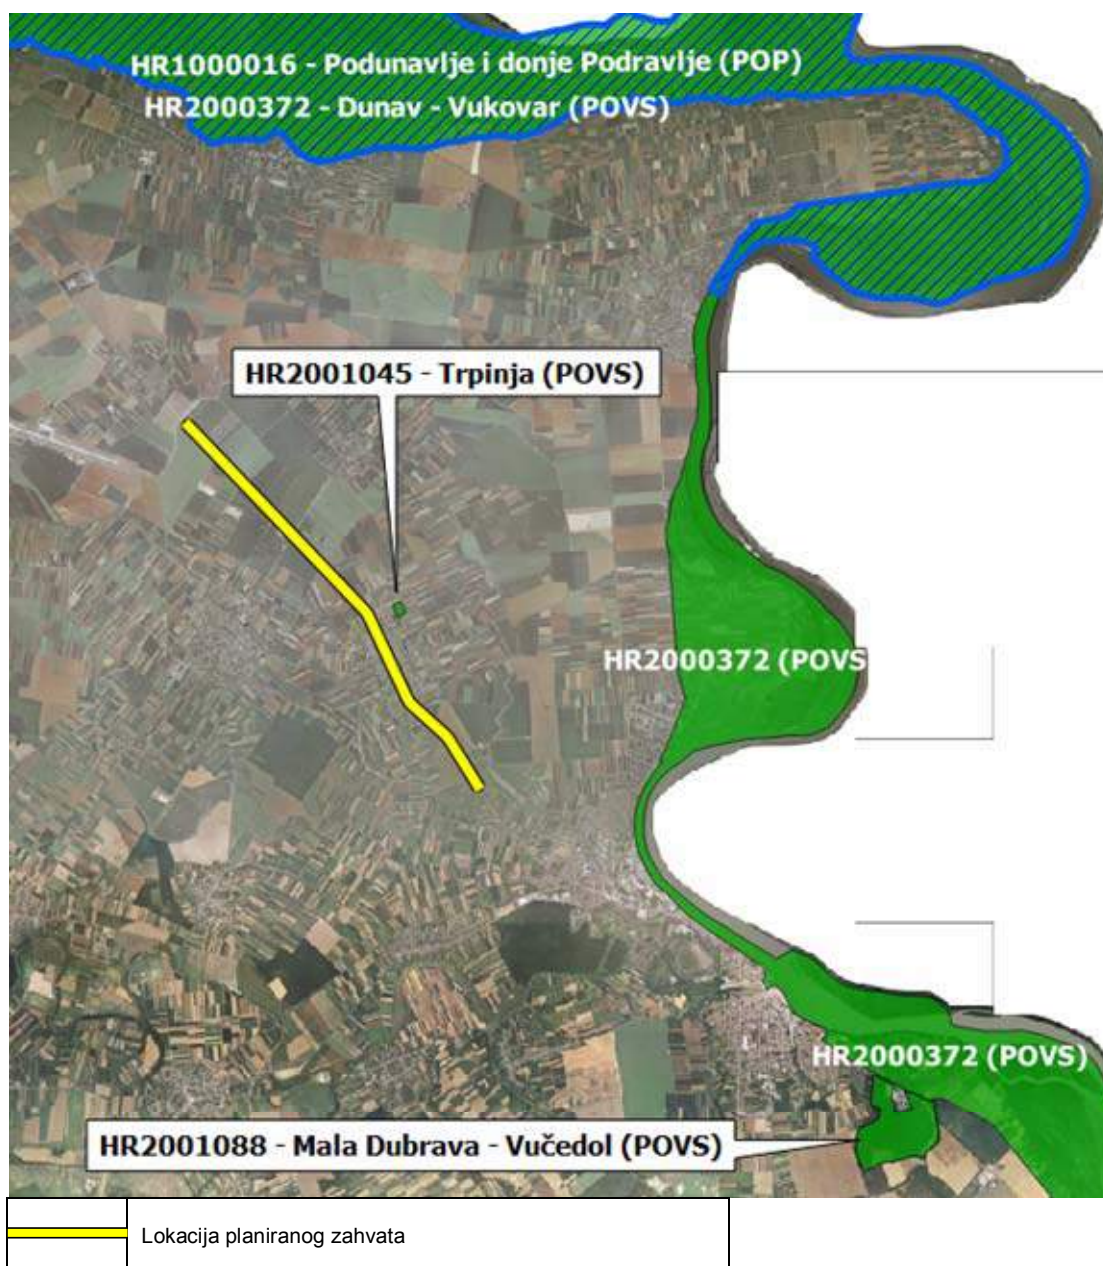 HR1000016 - Podunavlje i donje Podravlje (POP)
HR2000372 - Dunav - Vukovar (POVS)
HR2001045 - Trpinja (POVS)
HR2000372 (POVS
HR2000372 (POVS)
HR2001088 - Mala Dubrava - Vučedol (POVS)
Lokacija planiranog zahvata